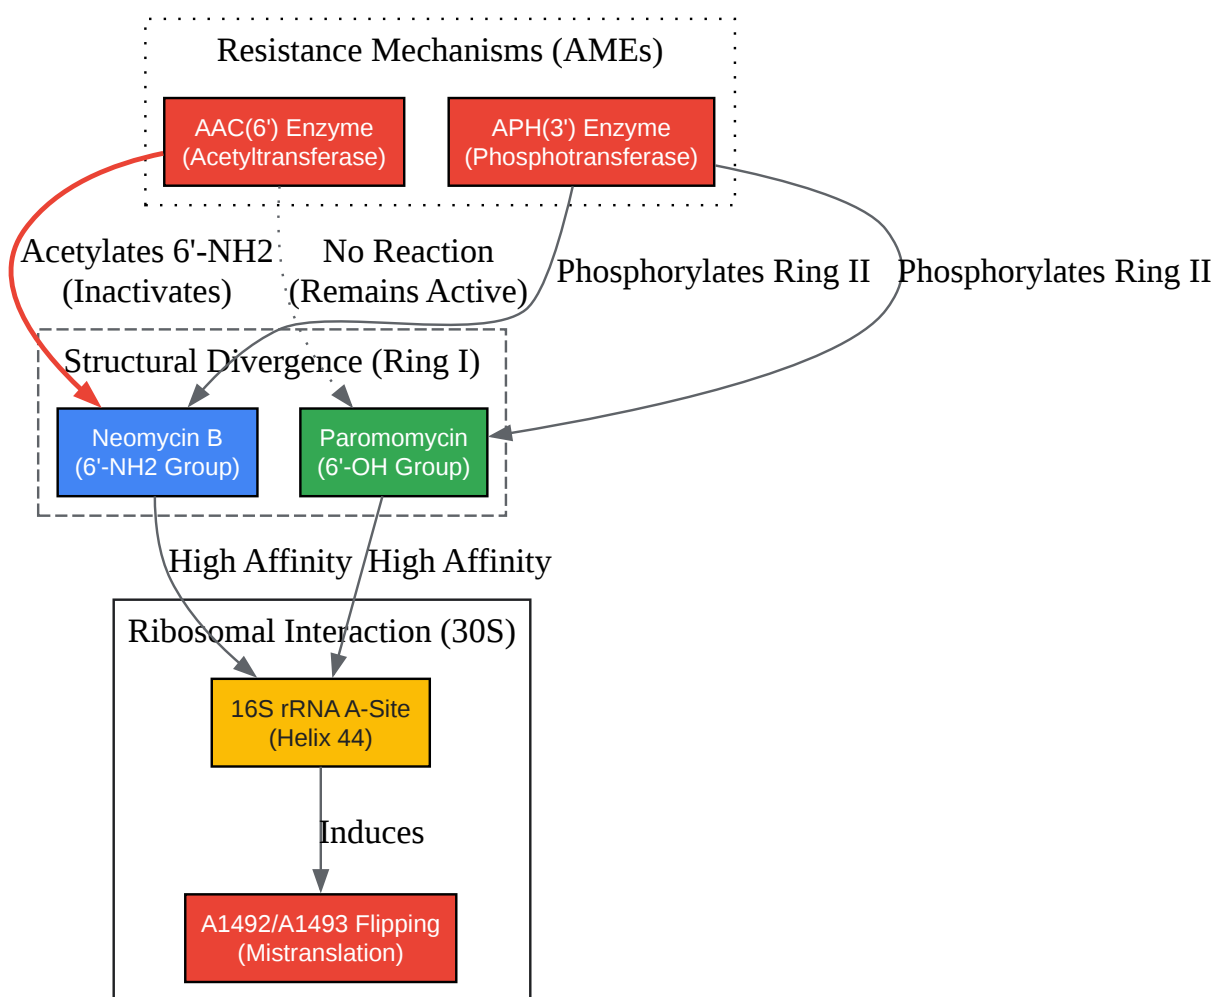 Resistance Mechanisms (AMEs)
AAC(6') Enzyme
(Acetyltransferase)
APH(3') Enzyme
(Phosphotransferase)
Acetylates 6'-NH2
(Inactivates)
No Reaction
(Remains Active)
Phosphorylates Ring II
Phosphorylates Ring II
Structural Divergence (Ring I)
Neomycin B
(6'-NH2 Group)
Paromomycin
(6'-OH Group)
High Affinity
High Affinity
Ribosomal Interaction (30S)
16S rRNA A-Site
(Helix 44)
Induces
A1492/A1493 Flipping
(Mistranslation)